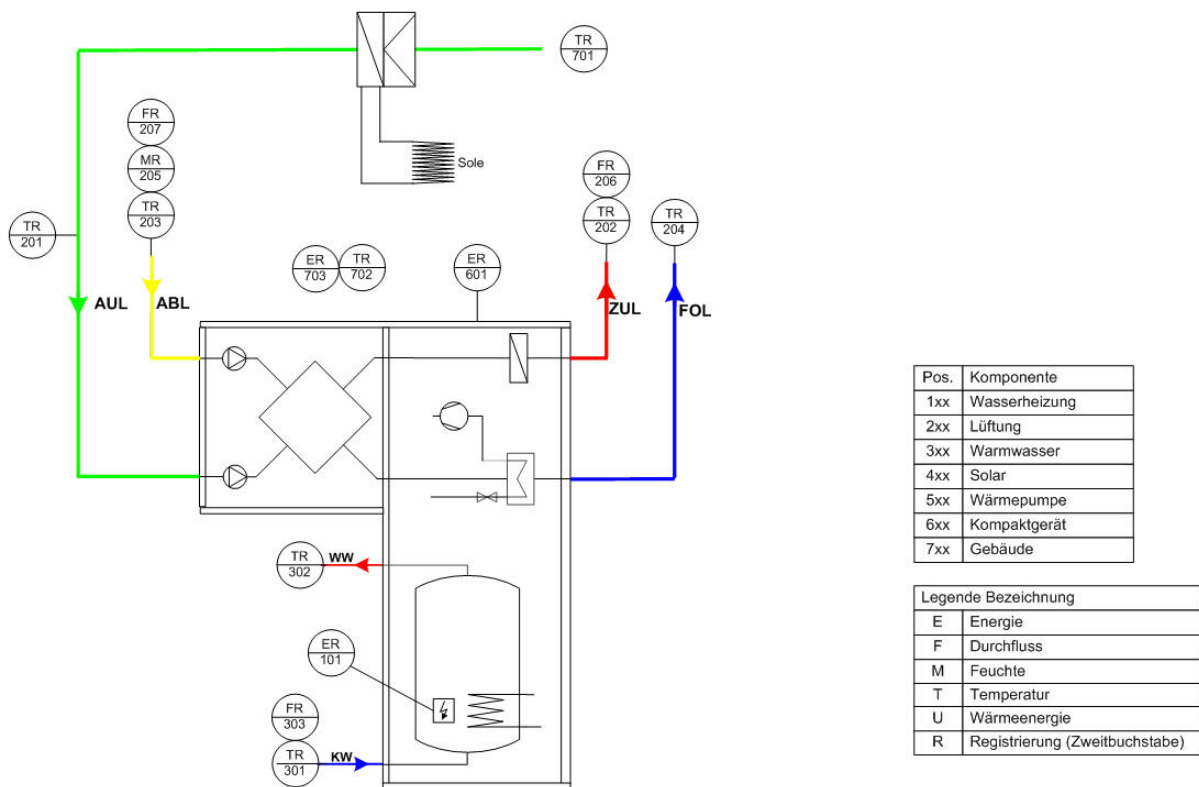 TR
701
FR
207
MR
205
TR
203
Sole
FR
206
TR
202
TR
204
TR
201
ER
703
TR
702
ER
601
AUL
ABL
ZUL
FOL
Pos. Komponente
1xx Wasserheizung
2xx Lüftung
3xx Warmwasser
4xx Solar
5xx Wärmepumpe
6xx Kompaktgerät
7xx Gebäude
TR
302
WW
ER
101
FR
303
TR
301
KW
Legende Bezeichnung
E Energie
F Durchfluss
M Feuchte
T Temperatur
U Wärmeenergie
R Registrierung (Zweitbuchstabe)